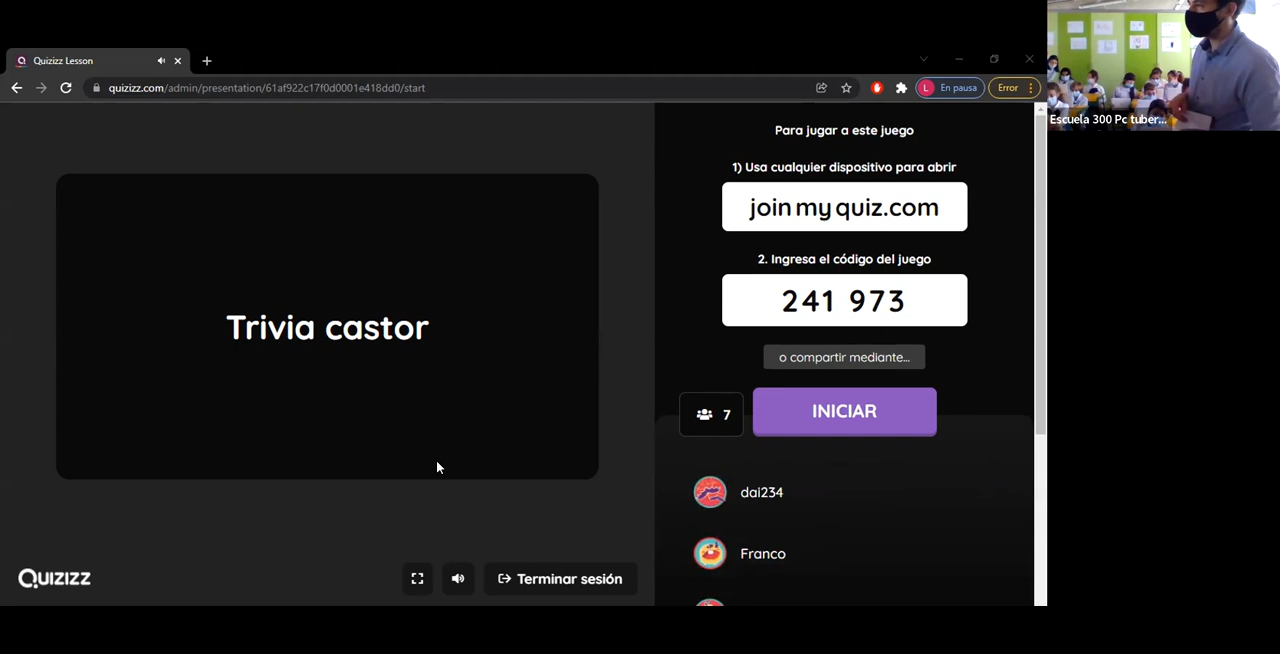 Quizizz Lesson
quizizz.com/admin/presentation/61af922c17f0d0001e418dd0/start
L En pausa
Error
Escuela 300 Pc tuber...
Trivia castor
Para jugar a este juego
1) Usa cualquier dispositivo para abrir
joinmyquiz.com
2. Ingresa el código del juego
241 973
o compartir mediante...
7
INICIAR
dai234
Franco
QUIZIZZ
Terminar sesión